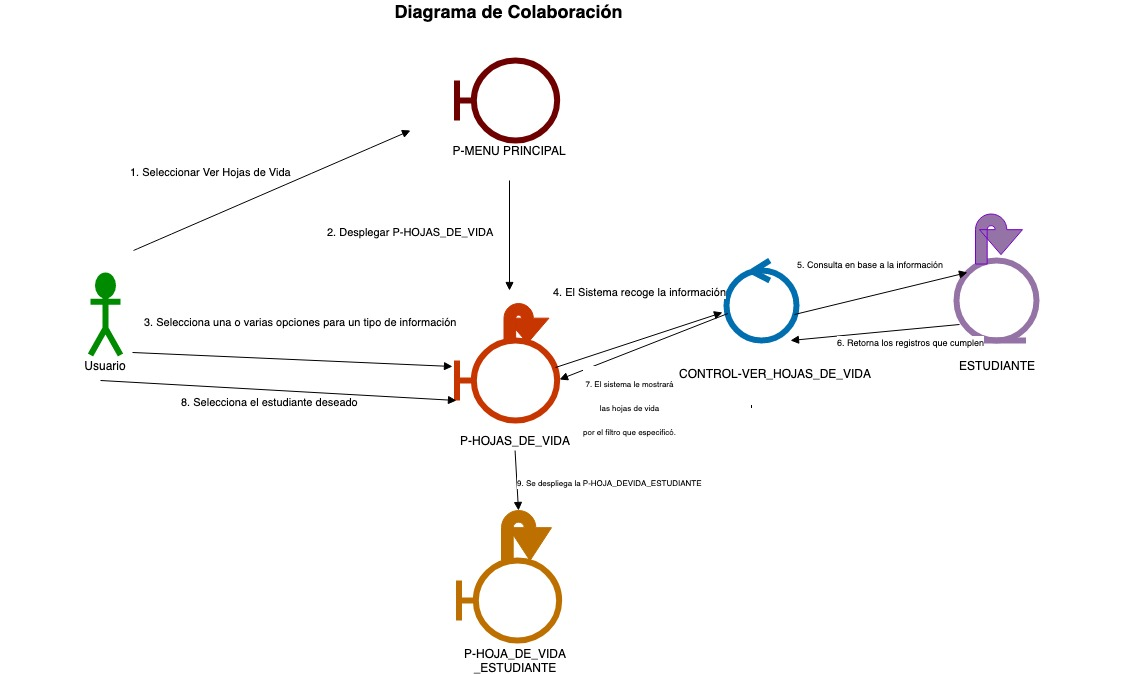 Diagrama de Colaboración
P-MENU PRINCIPAL
1. Seleccionar Ver Hojas de Vida
2. Desplegar P-HOJAS_DE_VIDA
5. Consulta en base a la información
4. El Sistema recoge la información
3. Selecciona una o varias opciones para un tipo de información
6. Retorna los registros que cumplen
Usuario
ESTUDIANTE
CONTROL-VER_HOJAS_DE_VIDA
7. El sistema le mostrará
las hojas de vida
por el filtro que especificó.
8. Selecciona el estudiante deseado
P-HOJAS_DE_VIDA
9. Se despliega la P-HOJA_DEVIDA_ESTUDIANTE
P-HOJA_DE_VIDA
_ESTUDIANTE